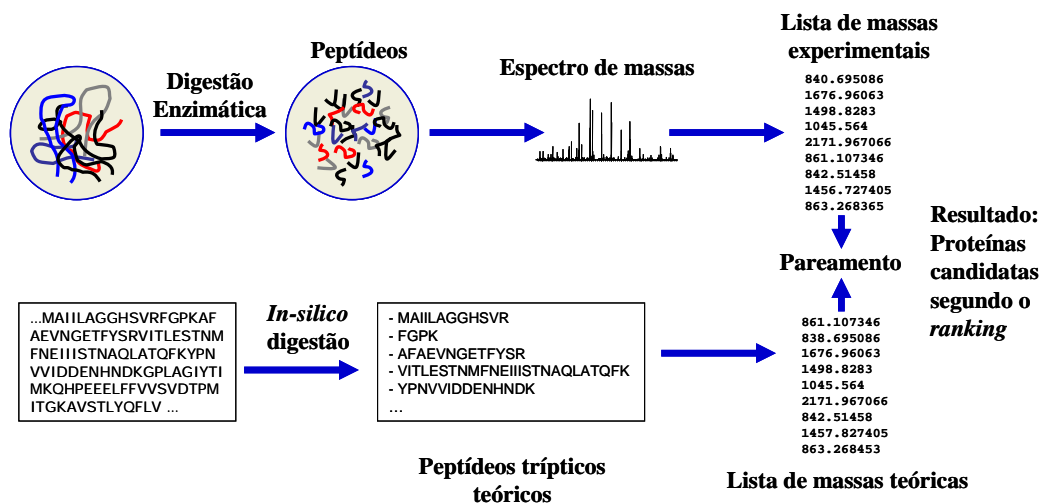 Peptídeos
Digestão
Enzimática
Espectro de massas
Lista de massas
experimentais
840.695086
1676.96063
1498.8283
1045.564
2171.967066
861.107346
842.51458
1456.727405
863.268365
Pareamento
Resultado:
Proteínas
candidatas
segundo o
ranking
...MAIILAGGHSVRFGPKAF
AEVNGETFYSRVITLESTNM
FNEIIISTNAQLATQFKYPN
VVIDDENHNDKGPLAGIYTI
MKQHPEEELFFVVSVDTPM
ITGKAVSTLYQFLV ...
In-silico
digestão
- MAIILAGGHSVR
- FGPK
- AFAEVNGETFYSR
- VITLESTNMFNEIIISTNAQLATQFK
- YPNVVIDDENHNDK
...
861.107346
838.695086
1676.96063
1498.8283
1045.564
2171.967066
842.51458
1457.827405
863.268453
Peptídeos trípticos
teóricos
Lista de massas teóricas